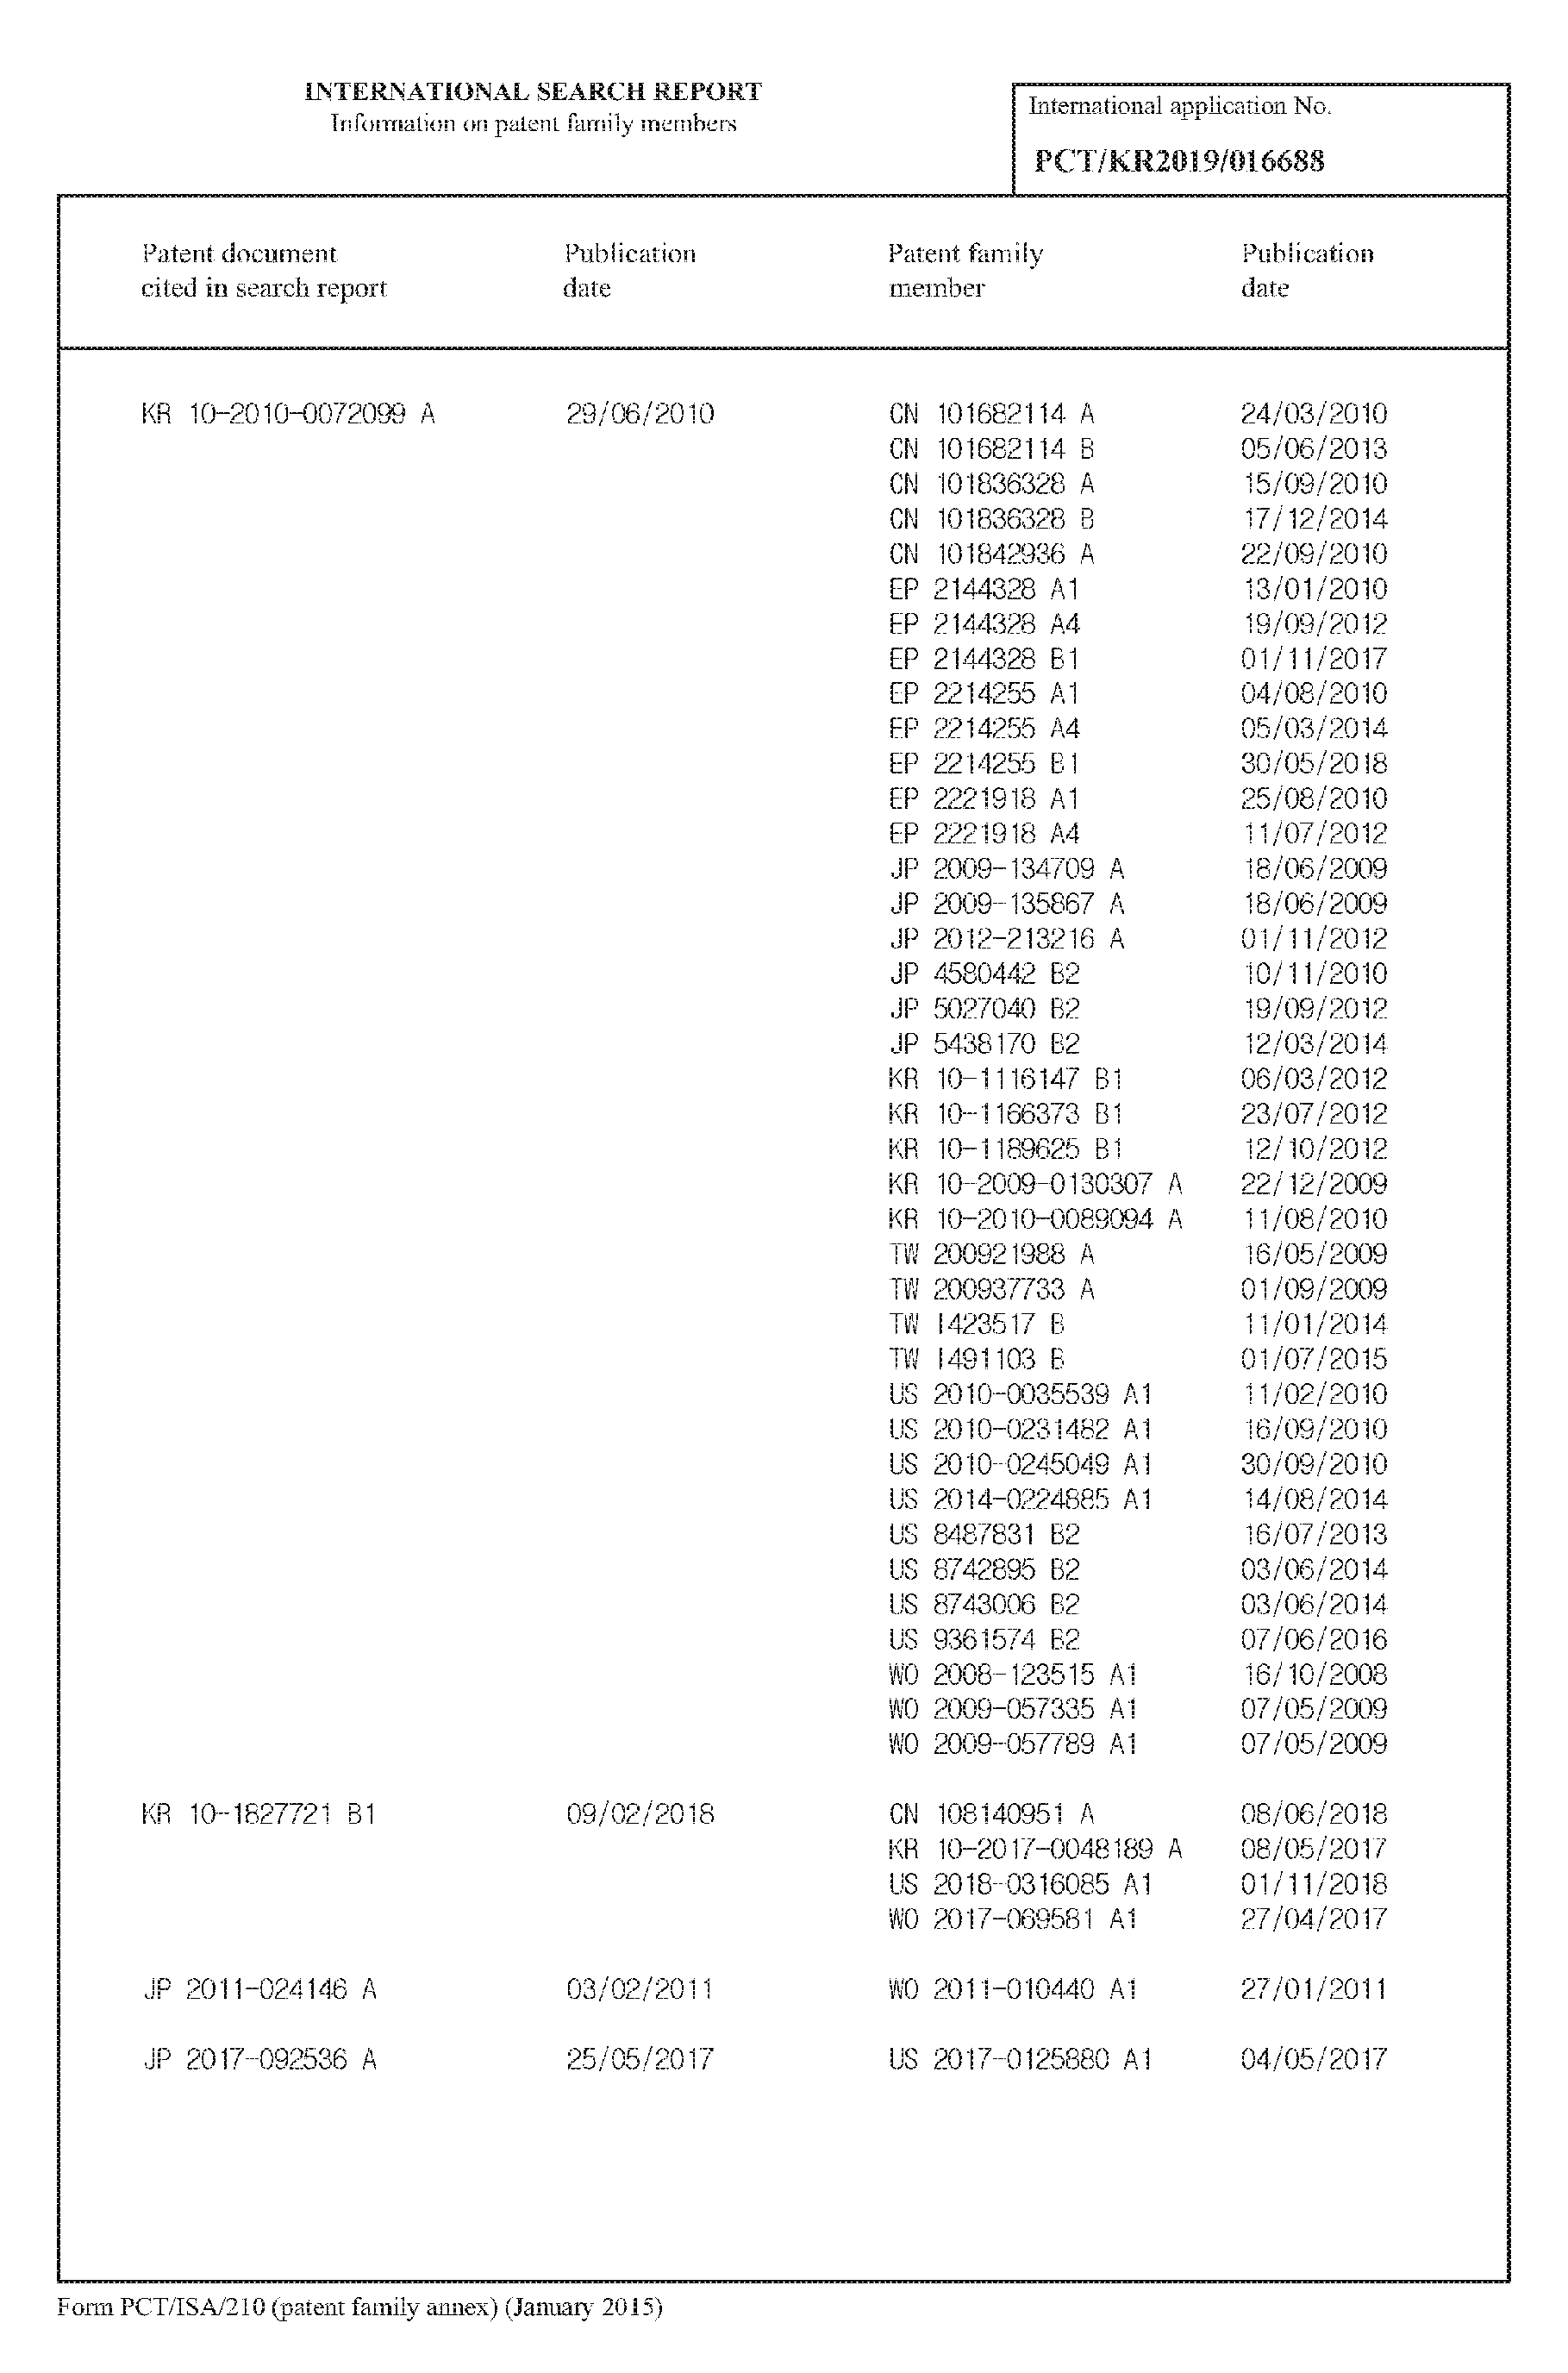 INTERNATIONAL SEARCH REPORT
Information on patent family members
International application No.
PCT/KR2019/016688
Patent document cited in search report Publication date Patent family member Publication date
KR 10-2010-0072099 A 29/06/2010 CN 101682114 A 24/03/2010
CN 101682114 B 05/06/2013
CN 101836328 A 15/09/2010
CN 101836328 B 17/12/2014
CN 101842936 A 22/09/2010
EP 2144328 A1 13/01/2010
EP 2144328 A4 19/09/2012
EP 2144328 B1 01/11/2017
EP 2214255 A1 04/08/2010
EP 2214255 A4 05/03/2014
EP 2214255 B1 30/05/2018
EP 2221918 A1 25/08/2010
EP 2221918 A4 11/07/2012
JP 2009-134709 A 18/06/2009
JP 2009-135867 A 18/06/2009
JP 2012-213216 A 01/11/2012
JP 4580442 B2 10/11/2010
JP 5027040 B2 19/09/2012
JP 5438170 B2 12/03/2014
KR 10-1116147 B1 06/03/2012
KR 10-1166373 B1 23/07/2012
KR 10-1189625 B1 12/10/2012
KR 10-2009-0130307 A 22/12/2009
KR 10-2010-0089094 A 11/08/2010
TW 200921988 A 16/05/2009
TW 200937733 A 01/09/2009
TW I423517 B 11/01/2014
TW I491103 B 01/07/2015
US 2010-0035539 A1 11/02/2010
US 2010-0231482 A1 16/09/2010
US 2010-0245049 A1 30/09/2010
US 2014-0224885 A1 14/08/2014
US 8487831 B2 16/07/2013
US 8742895 B2 03/06/2014
US 8743006 B2 03/06/2014
US 9361574 B2 07/06/2016
WO 2008-123515 A1 16/10/2008
WO 2009-057335 A1 07/05/2009
WO 2009-057789 A1 07/05/2009
KR 10-1827721 B1 09/02/2018 CN 108140951 A 08/06/2018
KR 10-2017-0048189 A 08/05/2017
US 2018-0316085 A1 01/11/2018
WO 2017-069581 A1 27/04/2017
JP 2011-024146 A 03/02/2011 WO 2011-010440 A1 27/01/2011
JP 2017-092536 A 25/05/2017 US 2017-0125880 A1 04/05/2017
Form PCT/ISA/210 (patent family annex) (January 2015)